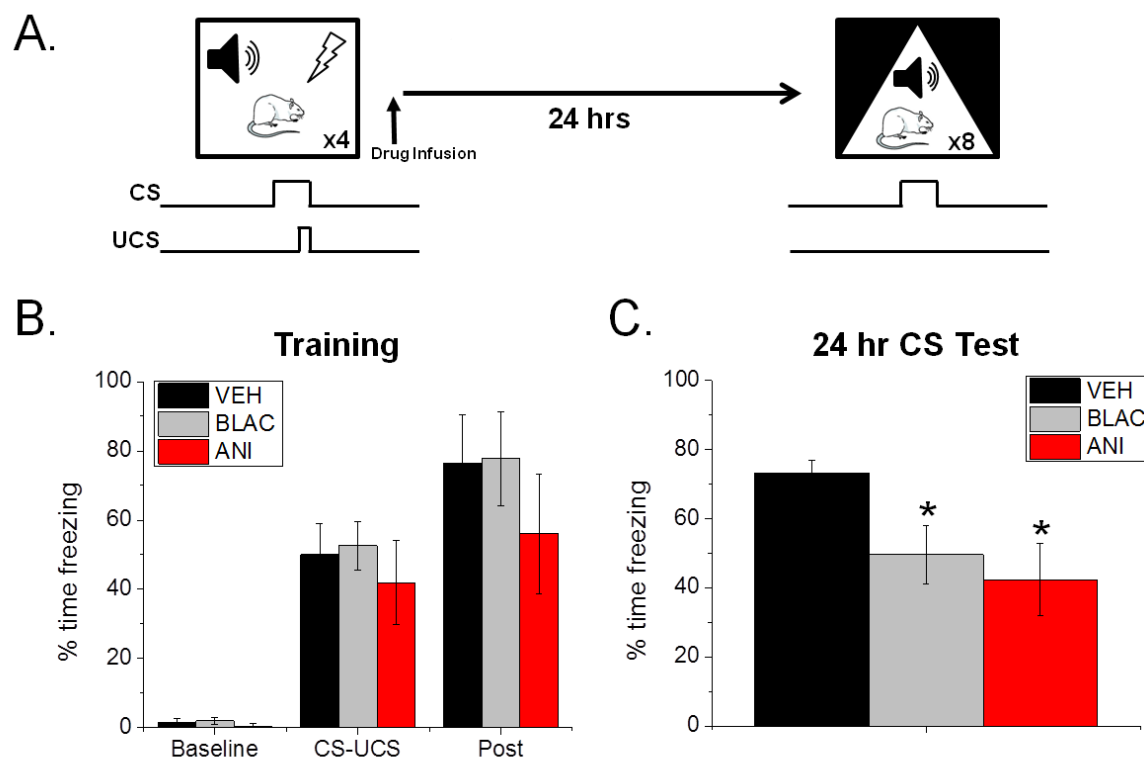 A.
x4
Drug Infusion
24 hrs
x8
CS
UCS
B.
Training
VEH
BLAC
ANI
% time freezing
100
80
60
40
20
0
Baseline
CS-UCS
Post
C.
24 hr CS Test
VEH
BLAC
ANI
% time freezing
100
80
60
40
20
0
*
*